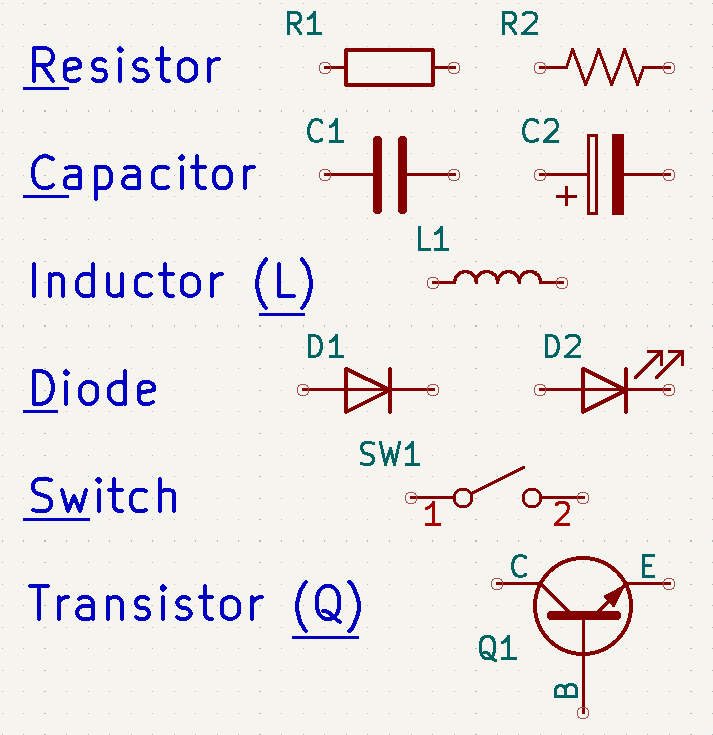 R1 R2
Resistor
C1 C2
Capacitor
+
L1
Inductor (L)
D1 D2
Diode
SW1
Switch
1 2
C E
Transistor (Q)
Q1
B